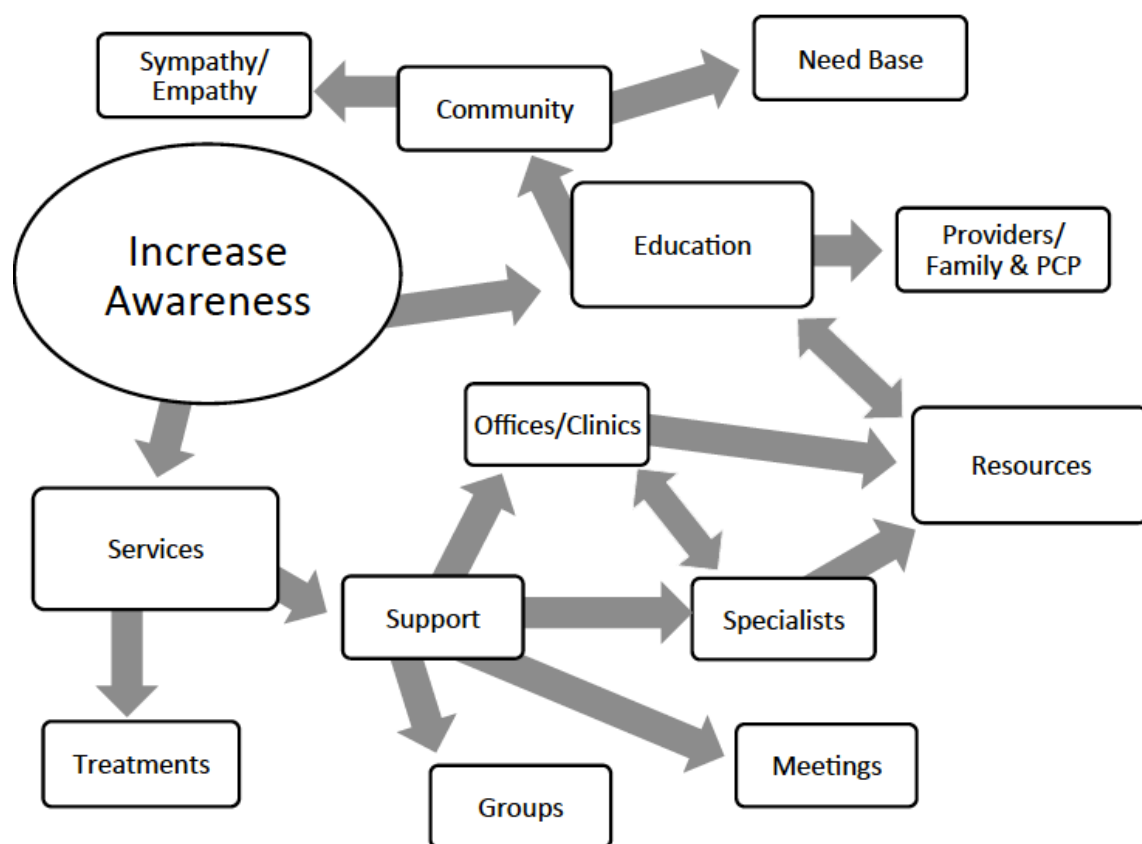 Sympathy/
Empathy
Community
Need Base
Increase
Awareness
Education
Providers/
Family & PCP
Offices/Clinics
Resources
Services
Support
Specialists
Treatments
Groups
Meetings